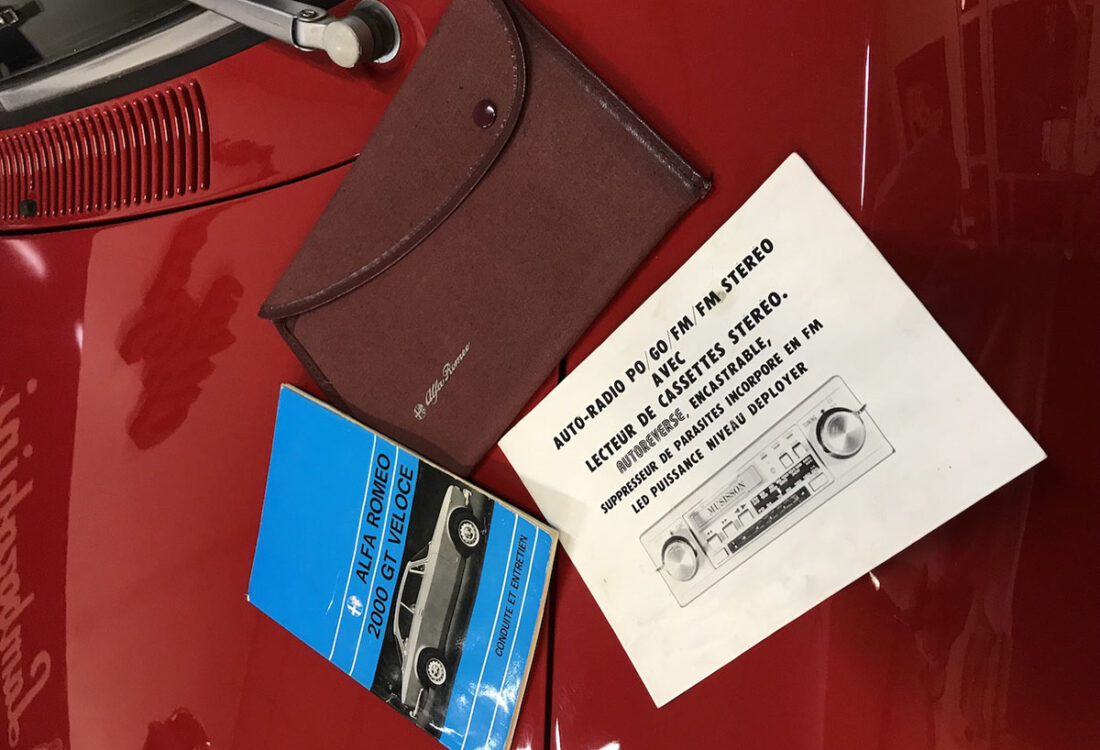 Alfa Romeo
ALFA ROMEO
2000 GT VELOCE
CONDUITE ET ENTRETIEN
AUTO-RADIO PO/GO/FM/FM STEREO
AVEC
LECTEUR DE CASSETTES STEREO.
AUTOREVERSE, ENCASTRABLE,
SUPPRESSEUR DE PARASITES INCORPORE EN FM
LED PUISSANCE NIVEAU DEPLOYER
MUSISSON